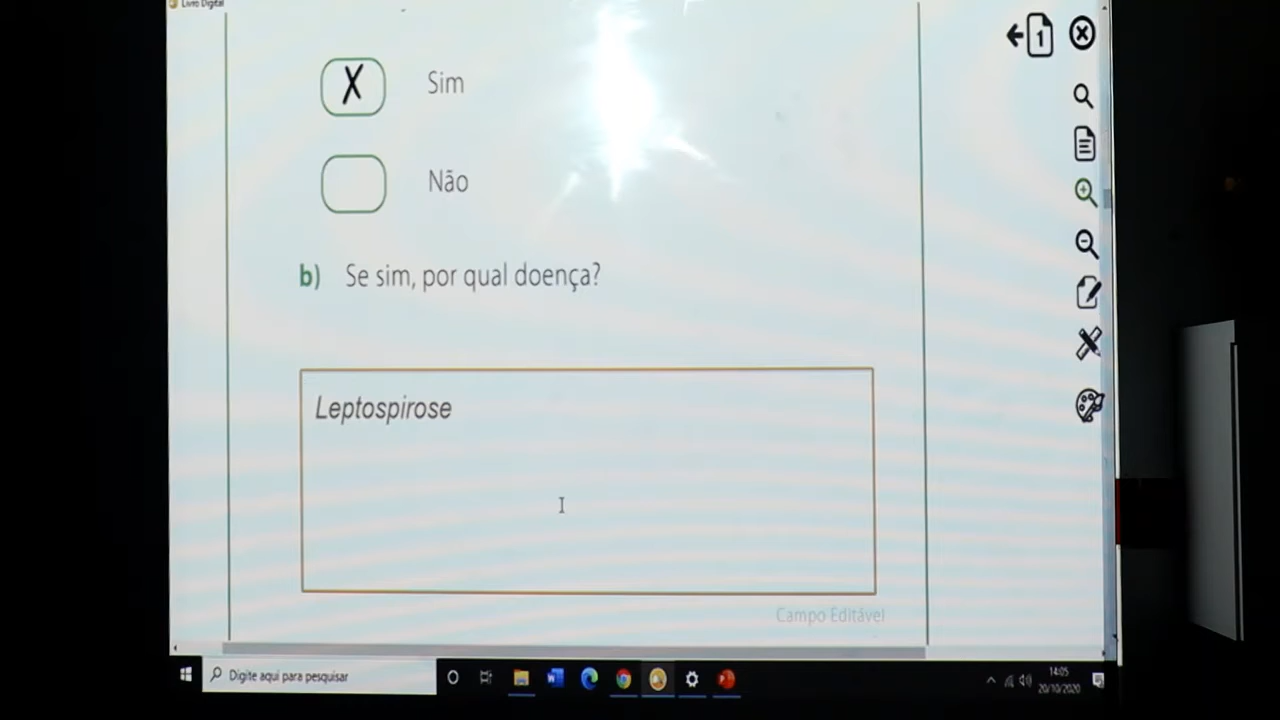 Livro Digital
1
X Sim
Não
b) Se sim, por qual doença?
Leptospirose
Campo Editável
Digite aqui para pesquisar
14:05
20/10/2020